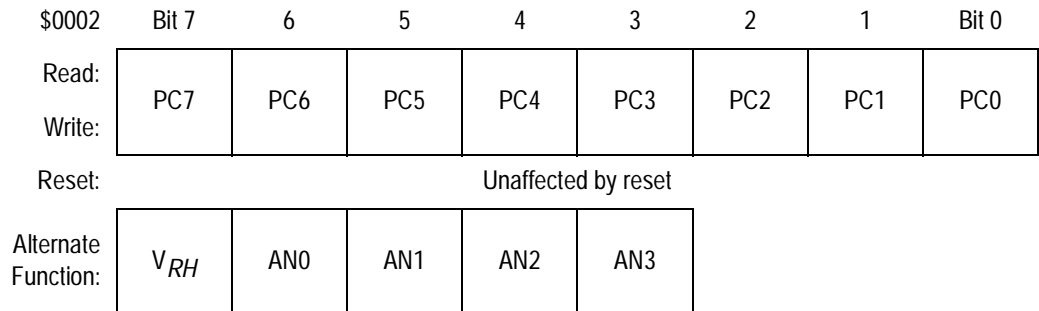 $0002 Bit 7 6 5 4 3 2 1 Bit 0
Read:
PC7 PC6 PC5 PC4 PC3 PC2 PC1 PC0
Write:
Reset: Unaffected by reset
Alternate
Function:
VRH AN0 AN1 AN2 AN3